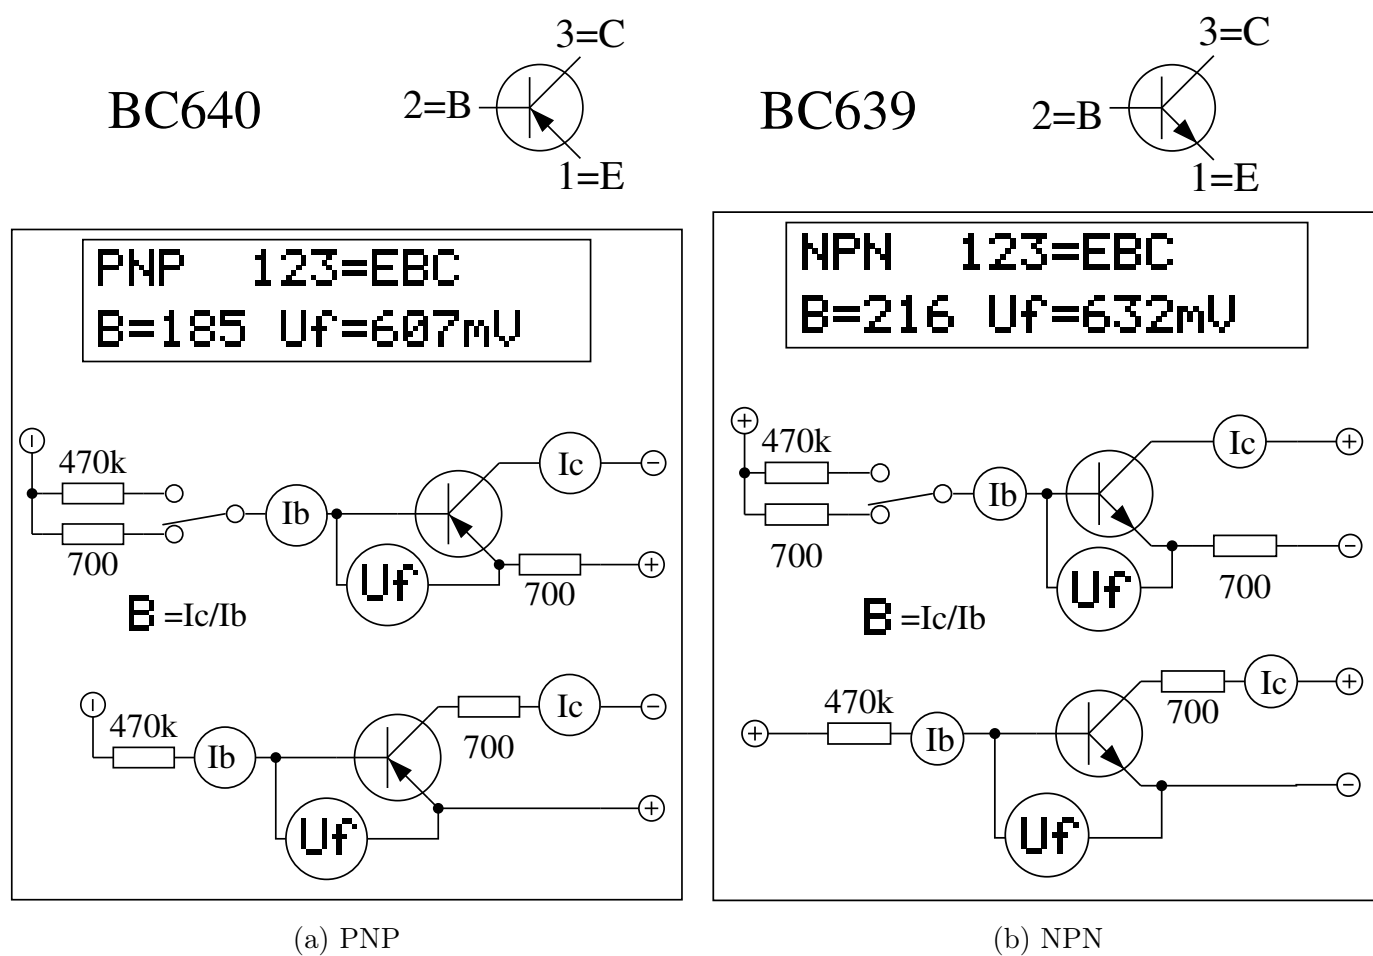 BC640
3=C
2=B
1=E
PNP 123=EBC
B=185 Uf=607mV
470k
700
Ib
Ic
Uf
700
B =Ic/Ib
470k
Ib
700
Ic
Uf
(a) PNP
BC639
3=C
2=B
1=E
NPN 123=EBC
B=216 Uf=632mV
470k
700
Ib
Ic
Uf
700
B =Ic/Ib
470k
Ib
700
Ic
Uf
(b) NPN